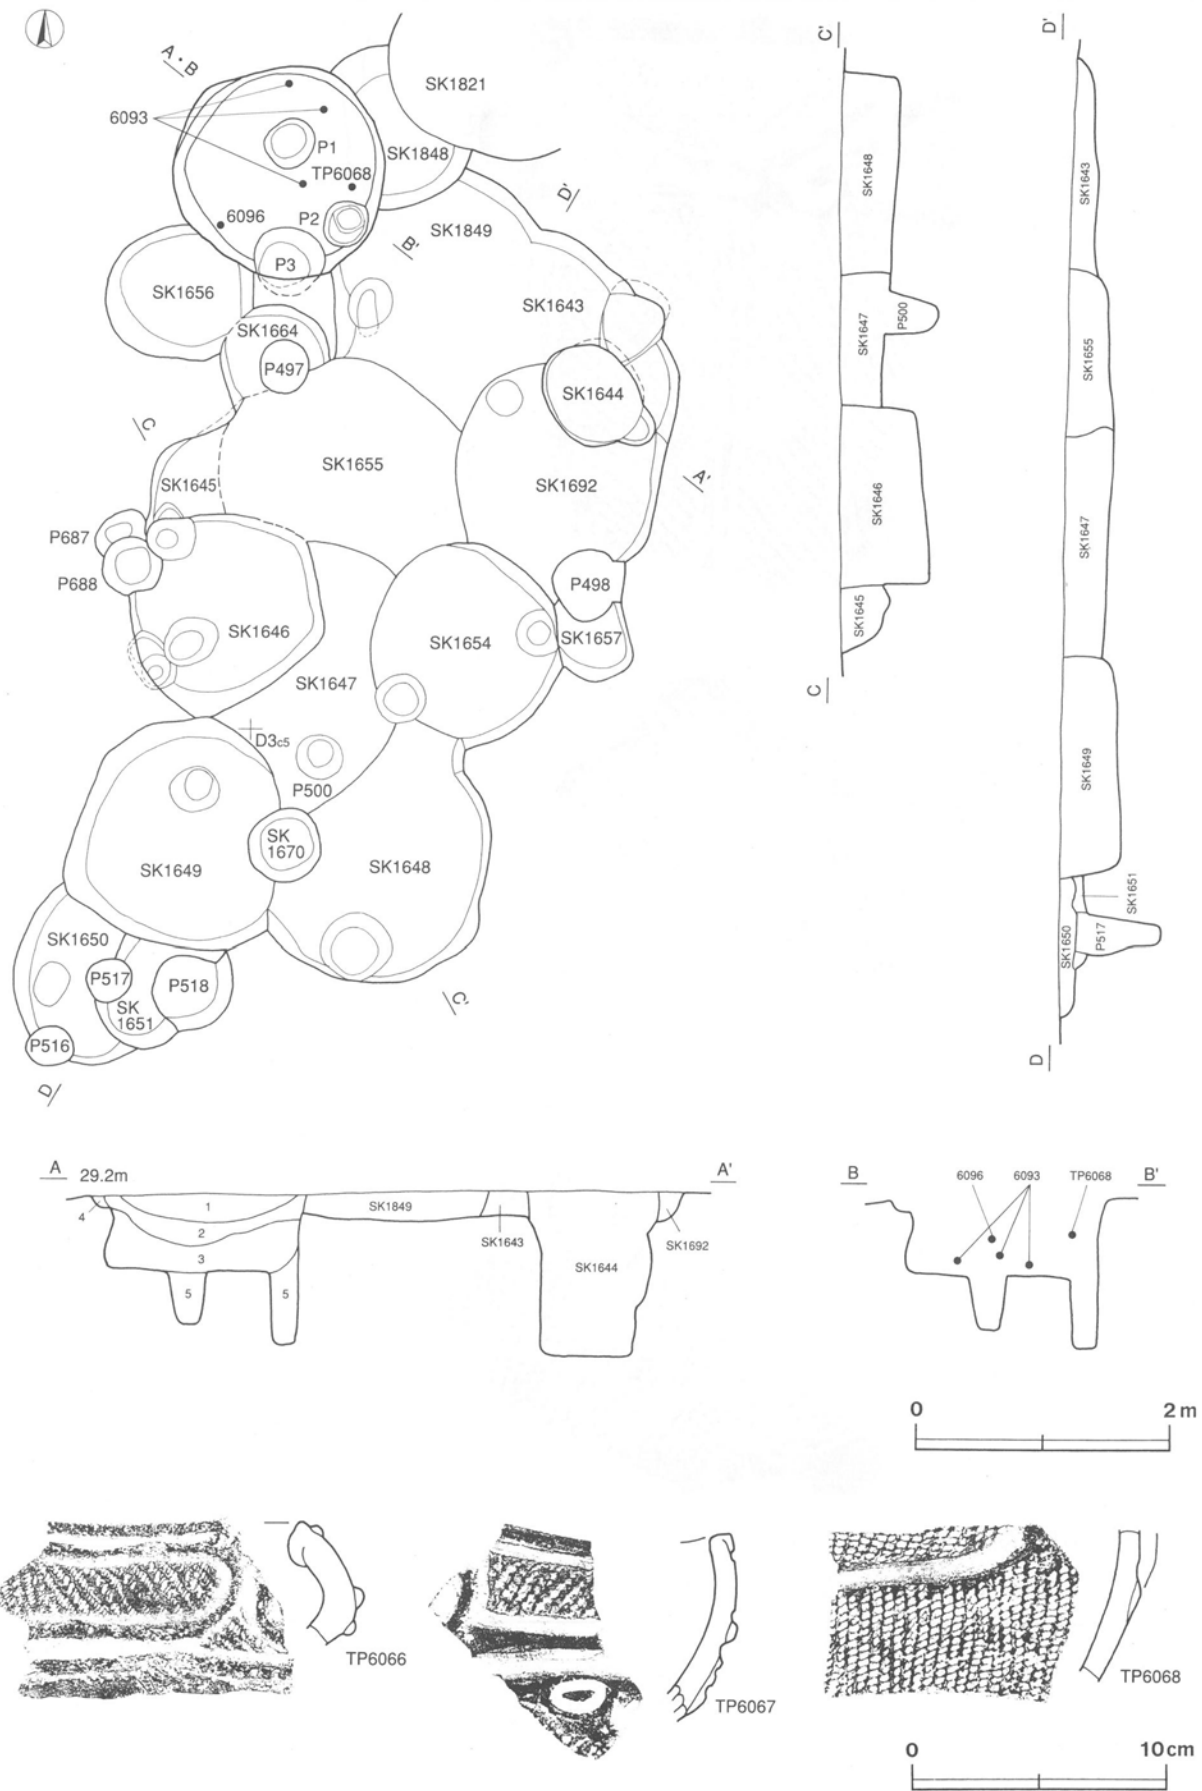 A・B
SK1821
6093
P1
SK1848
TP6068
D'
6096
P2
SK1849
B'
P3
SK1656
SK1643
SK1664
P497
SK1644
C
SK1655
A'
SK1645
SK1692
P687
P498
P688
SK1646
SK1654
SK1657
SK1647
D3c5
P500
SK
1670
SK1649
SK1648
SK1650
P517
P518
SK
1651
C'
P516
D
C'
SK1648
P500
SK1647
SK1646
SK1645
C
D'
SK1643
SK1655
SK1647
SK1649
SK1651
SK1650
P517
D
A
29.2m
A'
1
4
2
3
5
5
SK1849
SK1643
SK1644
SK1692
B
6096
6093
TP6068
B'
0
2m
TP6066
TP6067
TP6068
0
10cm